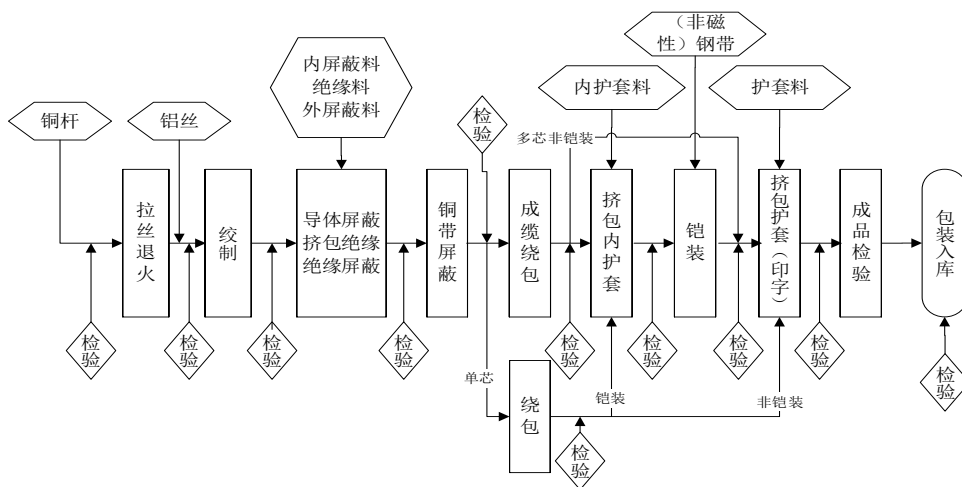 （非磁
性）钢带
内屏蔽料
绝缘料
外屏蔽料
内护套料
护套料
铜杆
铝丝
检验
多芯非铠装
拉丝退火
绞制
导体屏蔽
挤包绝缘
绝缘屏蔽
铜带屏蔽
成缆绕包
挤包内护套
铠装
挤包护套（印字）
成品检验
包装入库
检验
检验
检验
检验
检验
检验
检验
检验
检验
单芯
绕包
铠装
非铠装
检验